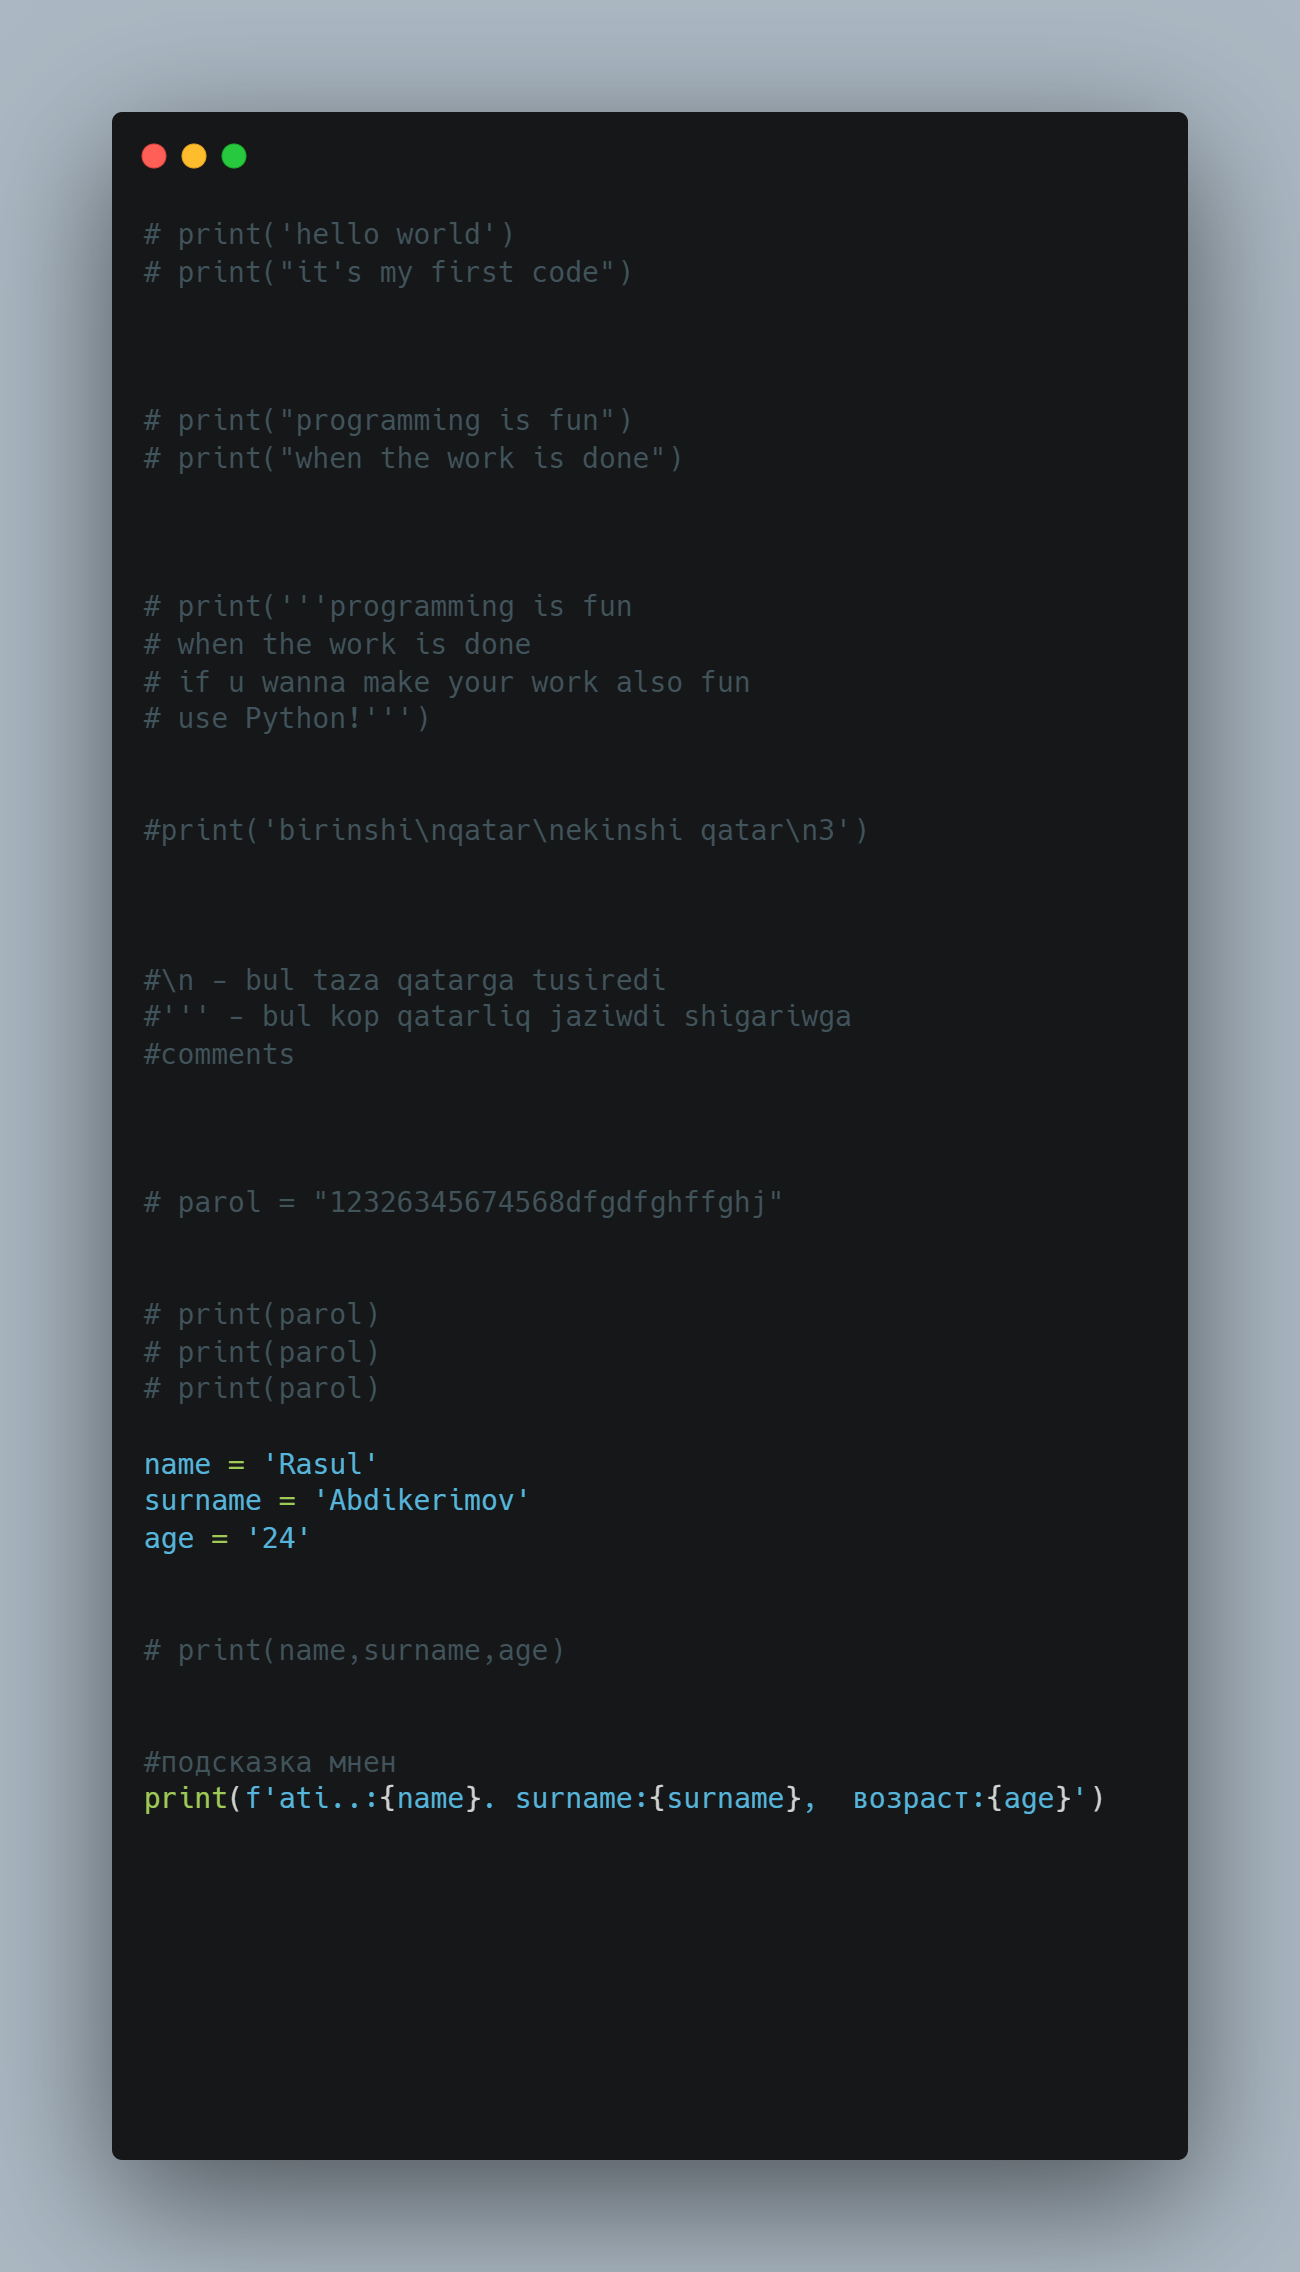 # print('hello world')
# print("it's my first code")
# print("programming is fun")
# print("when the work is done")
# print('''programming is fun
# when the work is done
# if u wanna make your work also fun
# use Python!''')
#print('birinshi\nqatar\nekinshi qatar\n3')
#\n - bul taza qatarga tusiredi
#''' - bul kop qatarliq jaziwdi shigariwga
#comments
# parol = "12326345674568dfgdfghffghj"
# print(parol)
# print(parol)
# print(parol)
name = 'Rasul'
surname = 'Abdikerimov'
age = '24'
# print(name,surname,age)
#подсказка мнен
print(f'ati..:{name}. surname:{surname},  возраст:{age}')